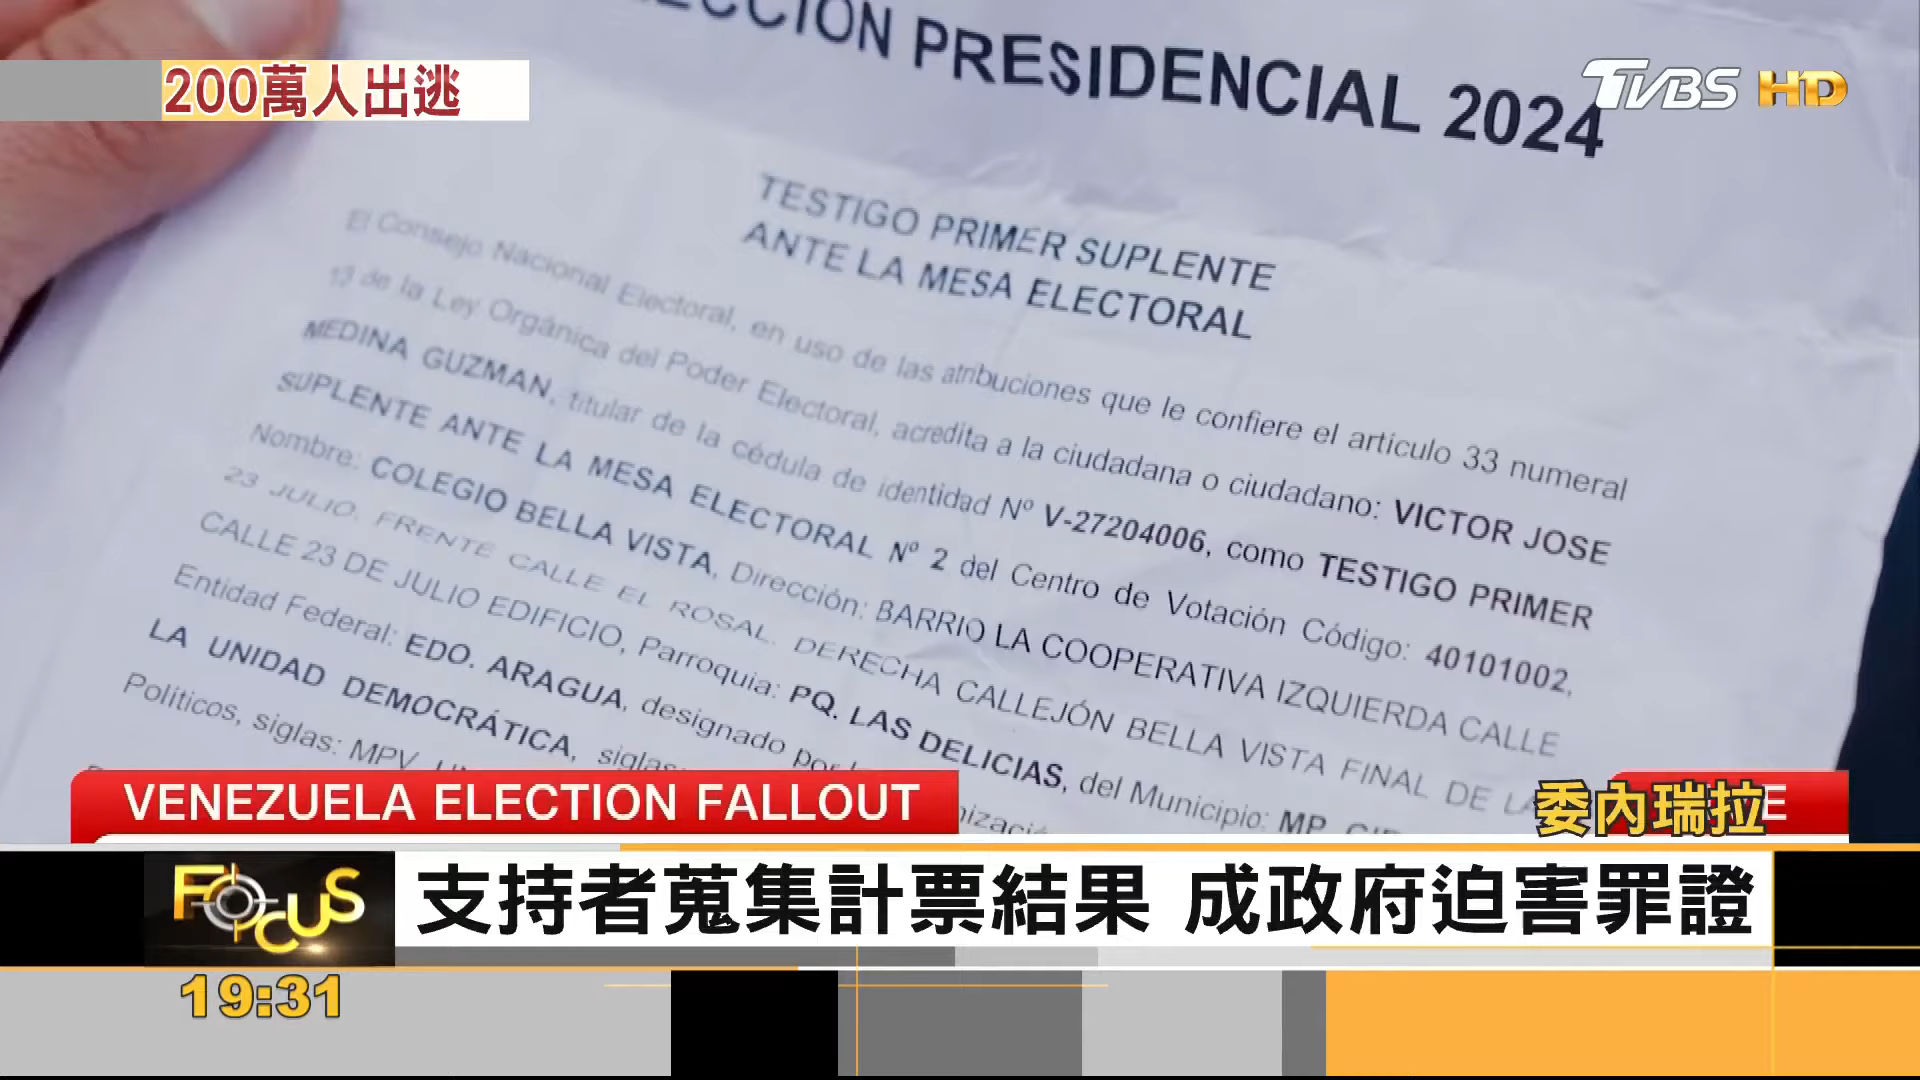 200萬人出逃
TVBS HD
ECCIÓN PRESIDENCIAL 2024
TESTIGO PRIMER SUPLENTE
ANTE LA MESA ELECTORAL
El Consejo Nacional Electoral, en uso de las atribuciones que le confiere el artículo 33 numeral
13 de la Ley Orgánica del Poder Electoral, acredita a la ciudadana o ciudadano: VICTOR JOSE
MEDINA GUZMAN, titular de la cédula de identidad Nº V-27204006, como TESTIGO PRIMER
SUPLENTE ANTE LA MESA ELECTORAL Nº 2 del Centro de Votación Código: 40101002,
Nombre: COLEGIO BELLA VISTA, Dirección: BARRIO LA COOPERATIVA IZQUIERDA CALLE
23 JULIO. FRENTE CALLE EL ROSAL. DERECHA CALLEJÓN BELLA VISTA FINAL DE LA
CALLE 23 DE JULIO EDIFICIO, Parroquia: PQ. LAS DELICIAS, del Municipio: MP.
Entidad Federal: EDO. ARAGUA, designado por
LA UNIDAD DEMOCRÁTICA, siglas:
Políticos, siglas: MPV
VENEZUELA ELECTION FALLOUT
委內瑞拉
FOCUS
支持者蒐集計票結果 成政府迫害罪證
19:31